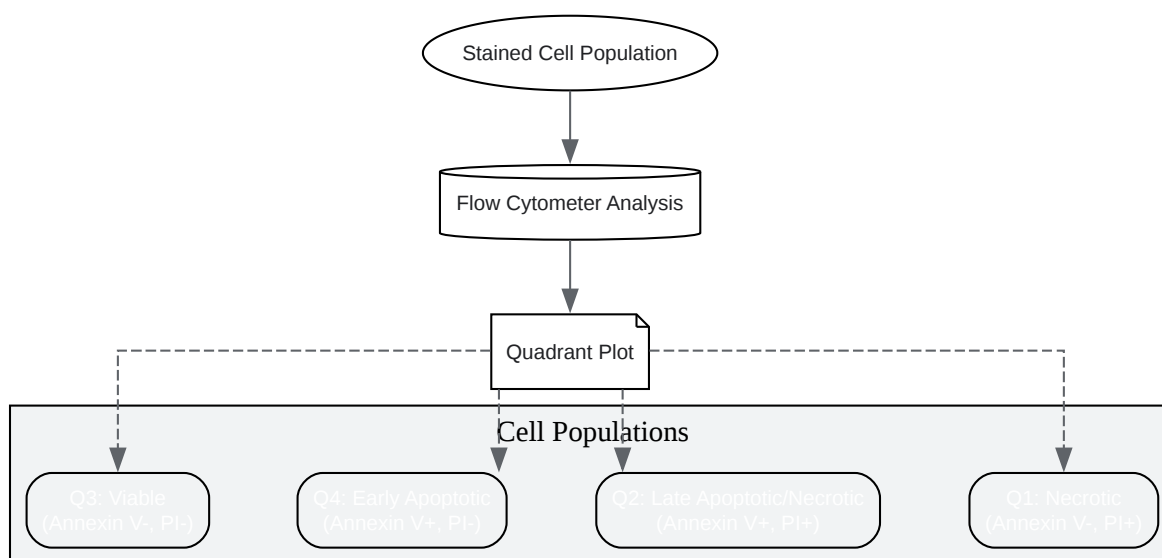 Stained Cell Population
Flow Cytometer Analysis
Quadrant Plot
Cell Populations
Q3: Viable
(Annexin V-, PI-)
Q4: Early Apoptotic
(Annexin V+, PI-)
Q2: Late Apoptotic/Necrotic
(Annexin V+, PI+)
Q1: Necrotic
(Annexin V-, PI+)